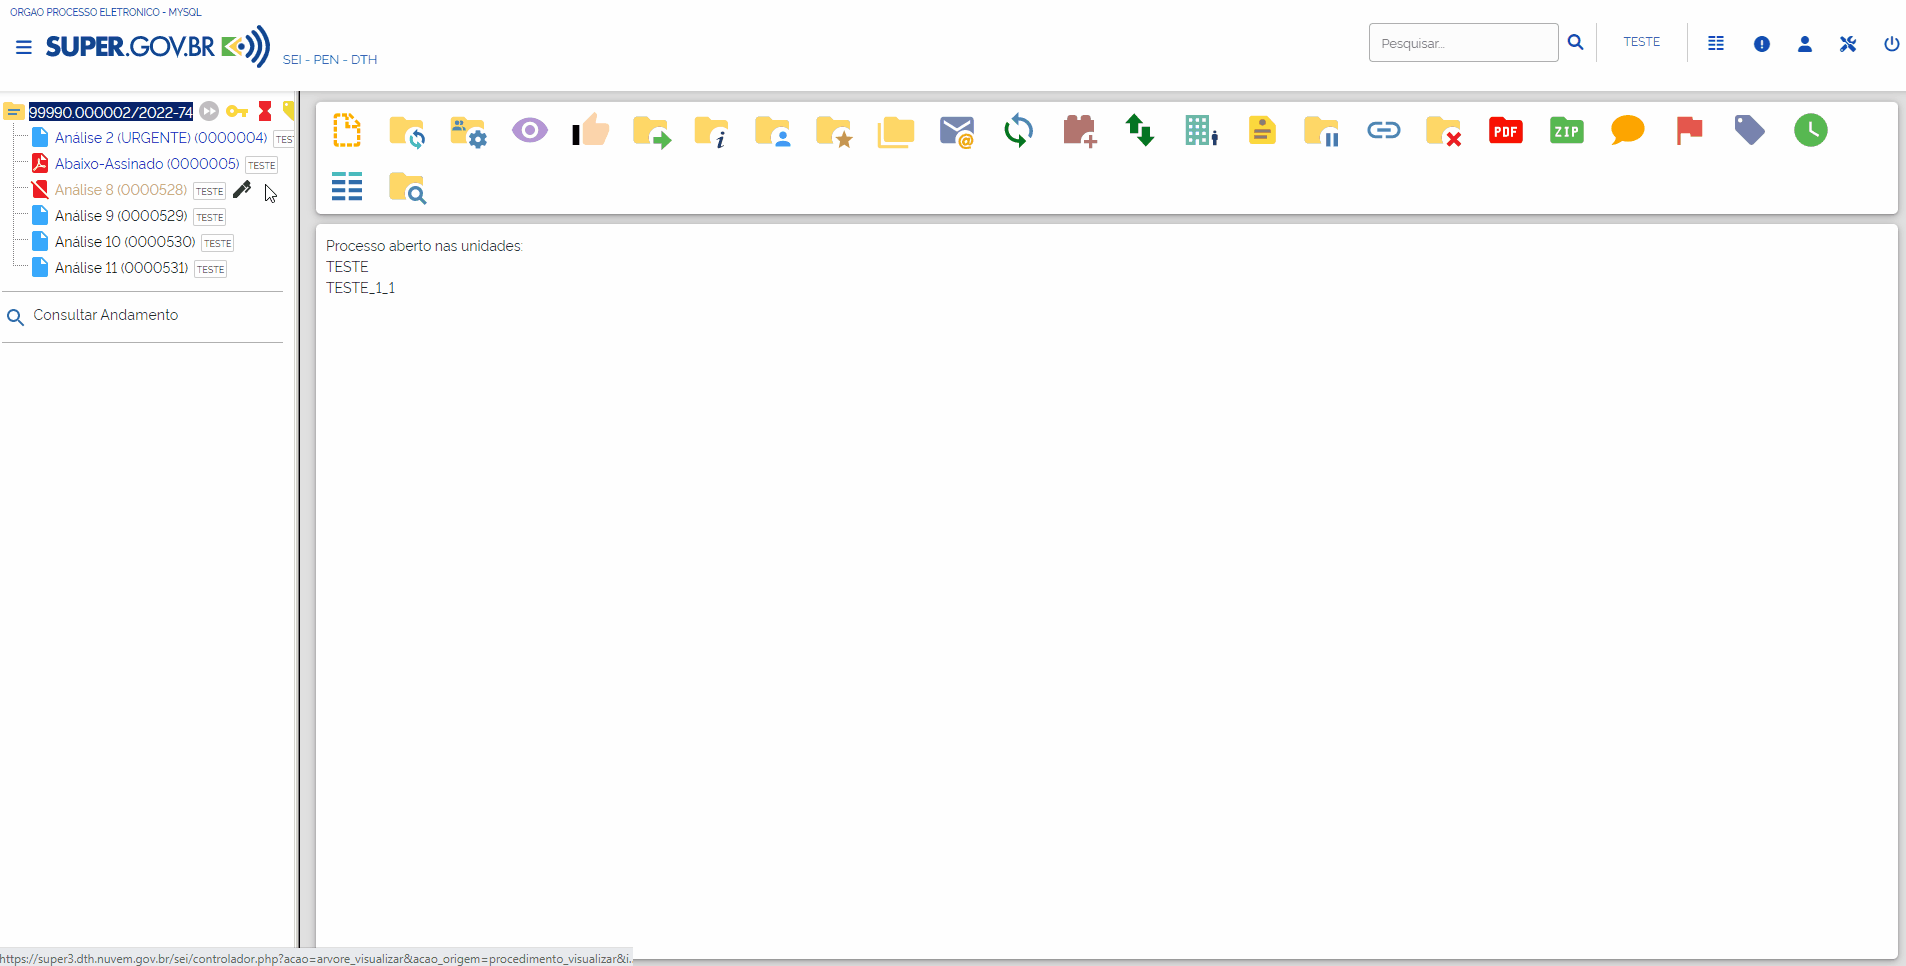 ORGAO PROCESSO ELETRONICO - MYSQL
SUPER.GOV.BR
SEI - PEN - DTH
Pesquisar...
TESTE
99990.000002/2022-74
Análise 2 (URGENTE) (0000004)
Abaixo-Assinado (0000005) TESTE
Análise 8 (0000528) TESTE
Análise 9 (0000529) TESTE
Análise 10 (0000530) TESTE
Análise 11 (0000531) TESTE
Consultar Andamento
PDF
ZIP
Processo aberto nas unidades:
TESTE
TESTE_1_1
https://super3.dth.nuvem.gov.br/sei/controlador.php?acao=arvore_visualizar&acao_origem=procedimento_visualizar&i...